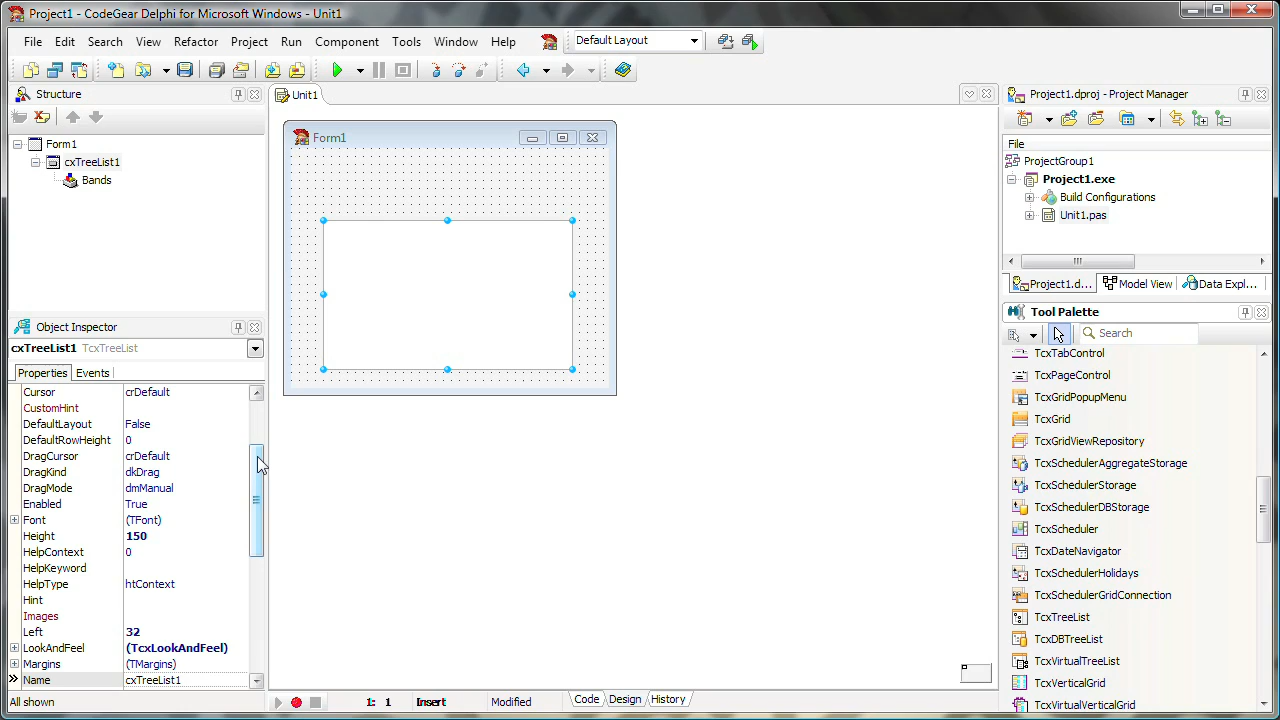 Project1 - CodeGear Delphi for Microsoft Windows - Unit1
File Edit Search View Refactor Project Run Component Tools Window Help
Default Layout
Structure
Form1
cxTreeList1
Bands
Object Inspector
cxTreeList1 TcxTreeList
Properties Events
Cursor crDefault
CustomHint
DefaultLayout False
DefaultRowHeight 0
DragCursor crDefault
DragKind dkDrag
DragMode dmManual
Enabled True
Font (TFont)
Height 150
HelpContext 0
HelpKeyword
HelpType htContext
Hint
Images
Left 32
LookAndFeel (TcxLookAndFeel)
Margins (TMargins)
Name cxTreeList1
All shown
Unit1
Form1
1: 1 Insert Modified Code Design History
Project1.dproj - Project Manager
File
ProjectGroup1
Project1.exe
Build Configurations
Unit1.pas
Project1.d... Model View Data Expl...
Tool Palette
Search
TcxTabControl
TcxPageControl
TcxGridPopupMenu
TcxGrid
TcxGridViewRepository
TcxSchedulerAggregateStorage
TcxSchedulerStorage
TcxSchedulerDBStorage
TcxScheduler
TcxDateNavigator
TcxSchedulerHolidays
TcxSchedulerGridConnection
TcxTreeList
TcxDBTreeList
TcxVirtualTreeList
TcxVerticalGrid
TcxVirtualVerticalGrid